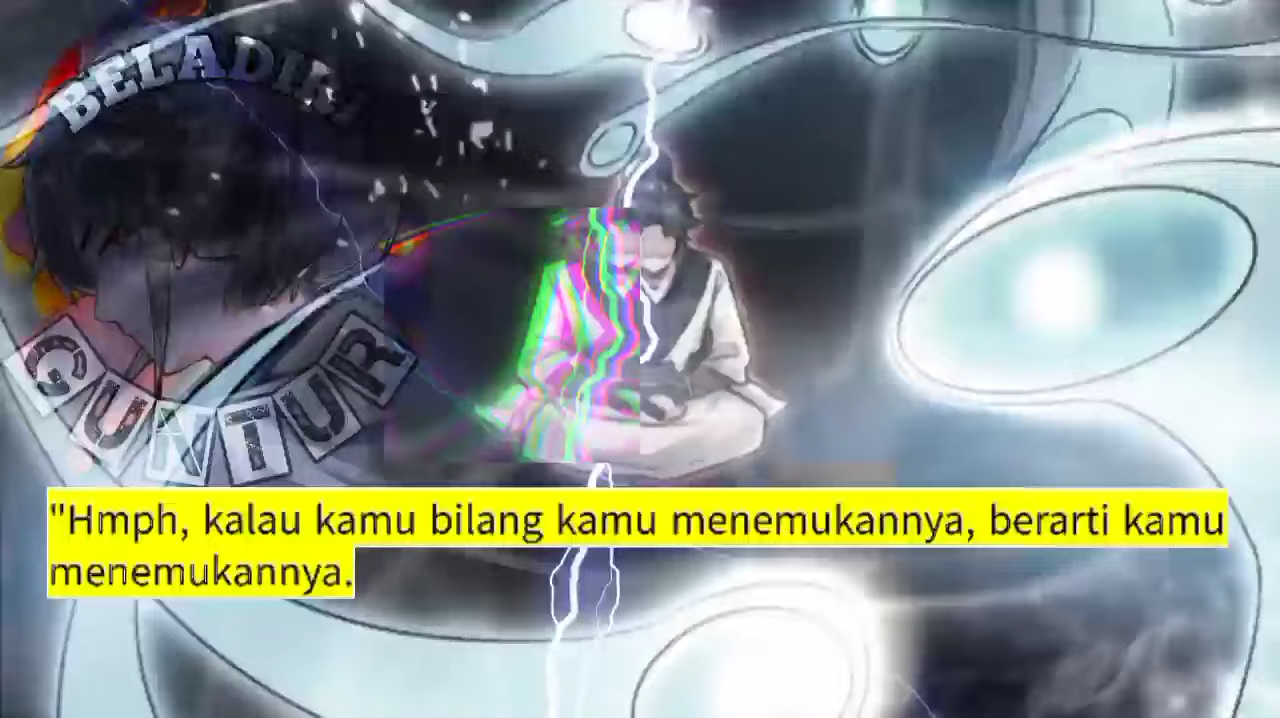 BELADIRI
GUNTUR
"Hmph, kalau kamu bilang kamu menemukannya, berarti kamu
menemukannya.